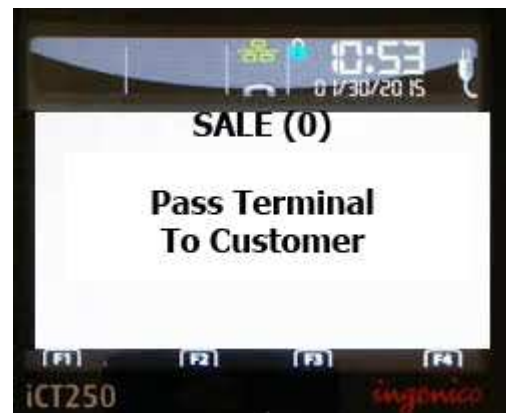 10:53
01/30/2015
SALE (0)
Pass Terminal
To Customer
F1 F2 F3 F4
iCT250 ingenico